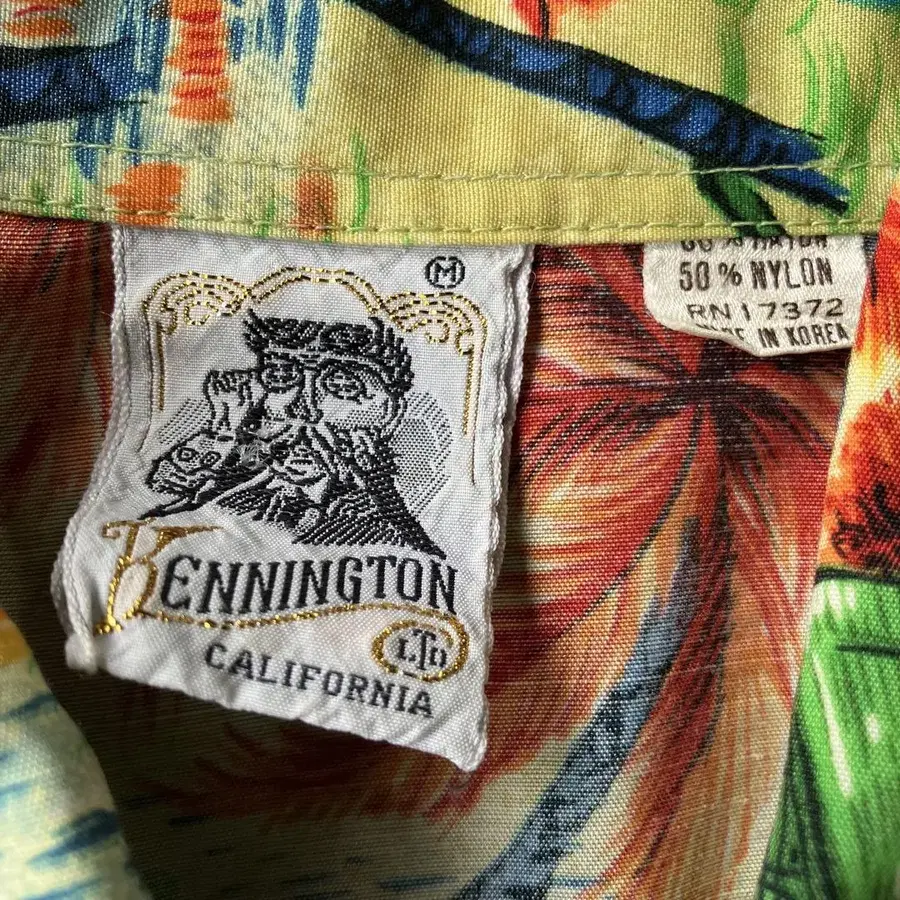 M
KENNINGTON
LTD
CALIFORNIA
50 % NYLON
RN 17372
IN KOREA